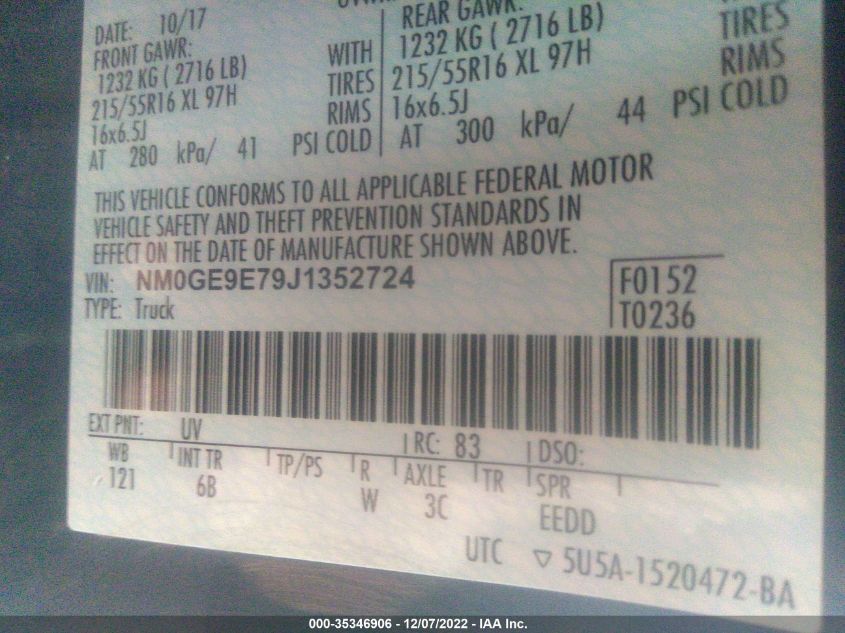 DATE: 10/17
FRONT GAWR:
1232 KG ( 2716 LB) WITH
215/55R16 XL 97H TIRES
16x6.5J RIMS
AT 280 kPa/ 41 PSI COLD
REAR GAWR:
1232 KG ( 2716 LB)
215/55R16 XL 97H TIRES
16x6.5J RIMS
AT 300 kPa/ 44 PSI COLD
THIS VEHICLE CONFORMS TO ALL APPLICABLE FEDERAL MOTOR
VEHICLE SAFETY AND THEFT PREVENTION STANDARDS IN
EFFECT ON THE DATE OF MANUFACTURE SHOWN ABOVE.
VIN: NM0GE9E79J1352724
TYPE: Truck
F0152
T0236
EXT PNT: UV RC: 83 DSO:
WB INT TR TP/PS R AXLE TR SPR
121 6B W 3C EEDD
UTC ▽ 5U5A-1520472-BA
000-35346906 - 12/07/2022 - IAA Inc.